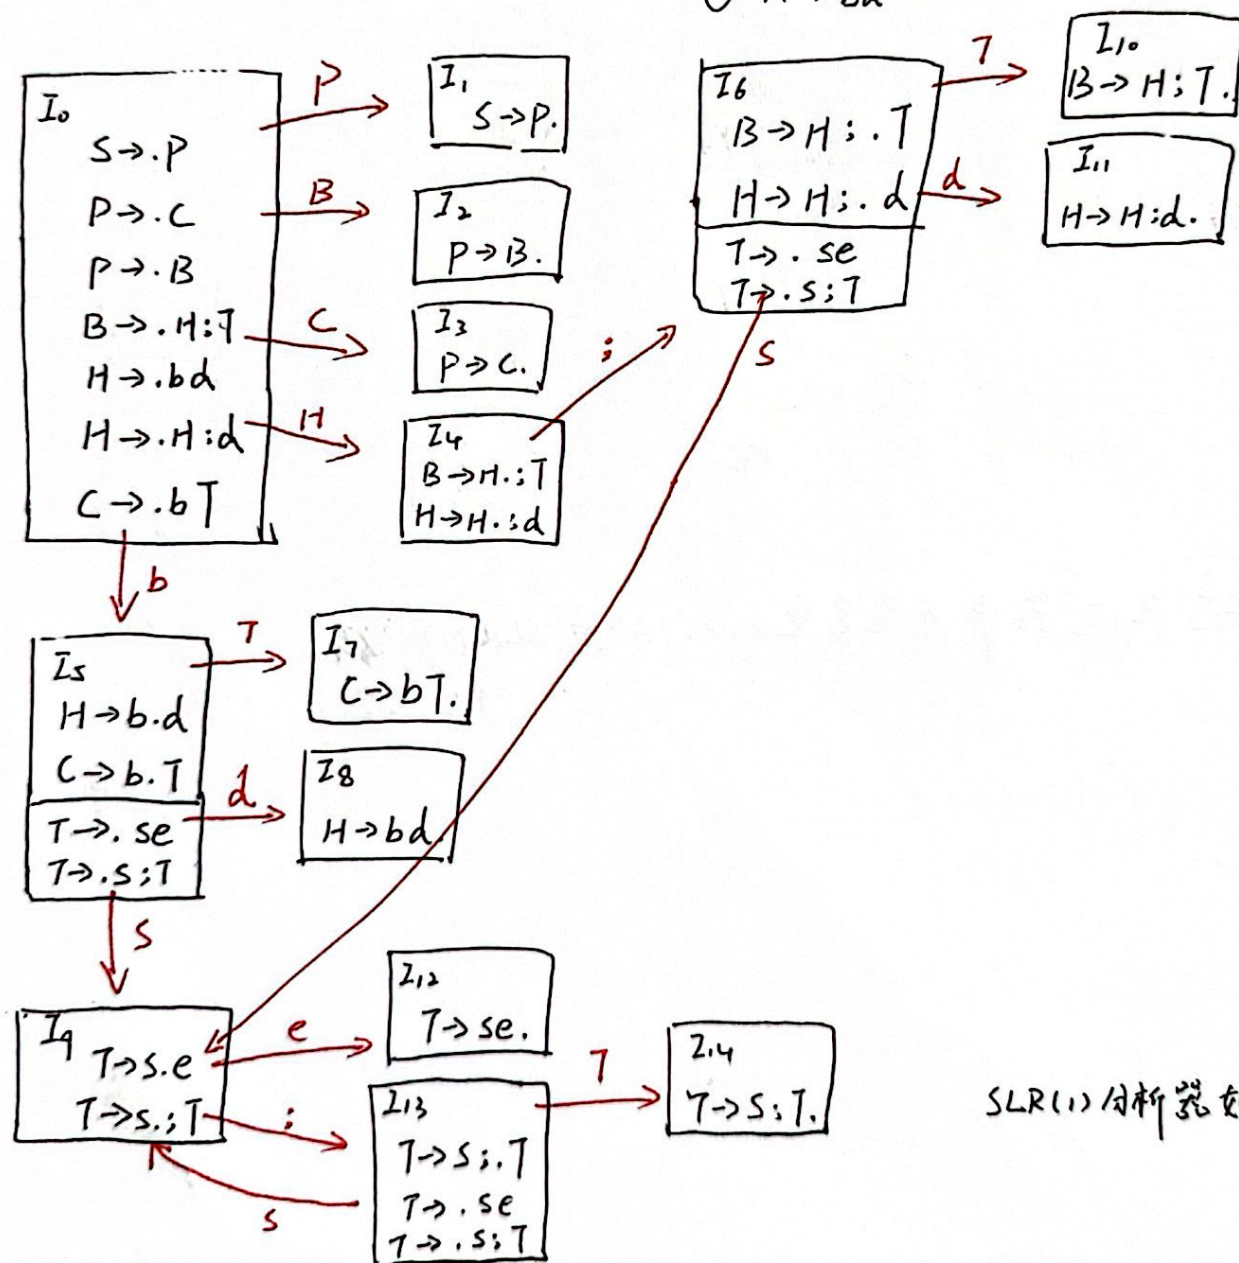 P
I₀
S→.P
P→.C
P→.B
B→.H;T
H→.bd
H→.H;d
C→.bT
B
C
H
b
I₁
S→P.
I₂
P→B.
I₃
P→C.
I₄
B→H.;T
H→H.;d
;
I6
B→H;.T
H→H;.d
T→.se
T→.s;T
T
d
s
I₁₀
B→H;T.
I₁₁
H→H;d.
I5
H→b.d
C→b.T
T→.se
T→.s;T
T
d
s
I7
C→bT.
I8
H→bd
I9
T→s.e
T→s.;T
e
;
s
I₁₂
T→se.
I₁₃
T→s;.T
T→.se
T→.s;T
T
I₁₄
T→s;T.
SLR(1)分析器